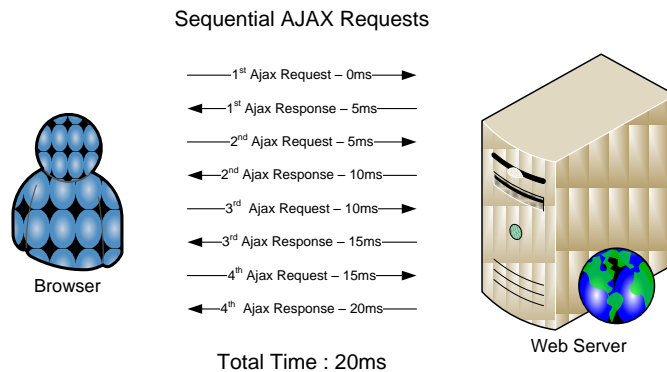 Sequential AJAX Requests
1st Ajax Request – 0ms
1st Ajax Response – 5ms
2nd Ajax Request – 5ms
2nd Ajax Response – 10ms
3rd Ajax Request – 10ms
3rd Ajax Response – 15ms
4th Ajax Request – 15ms
4th Ajax Response – 20ms
Browser
Web Server
Total Time : 20ms